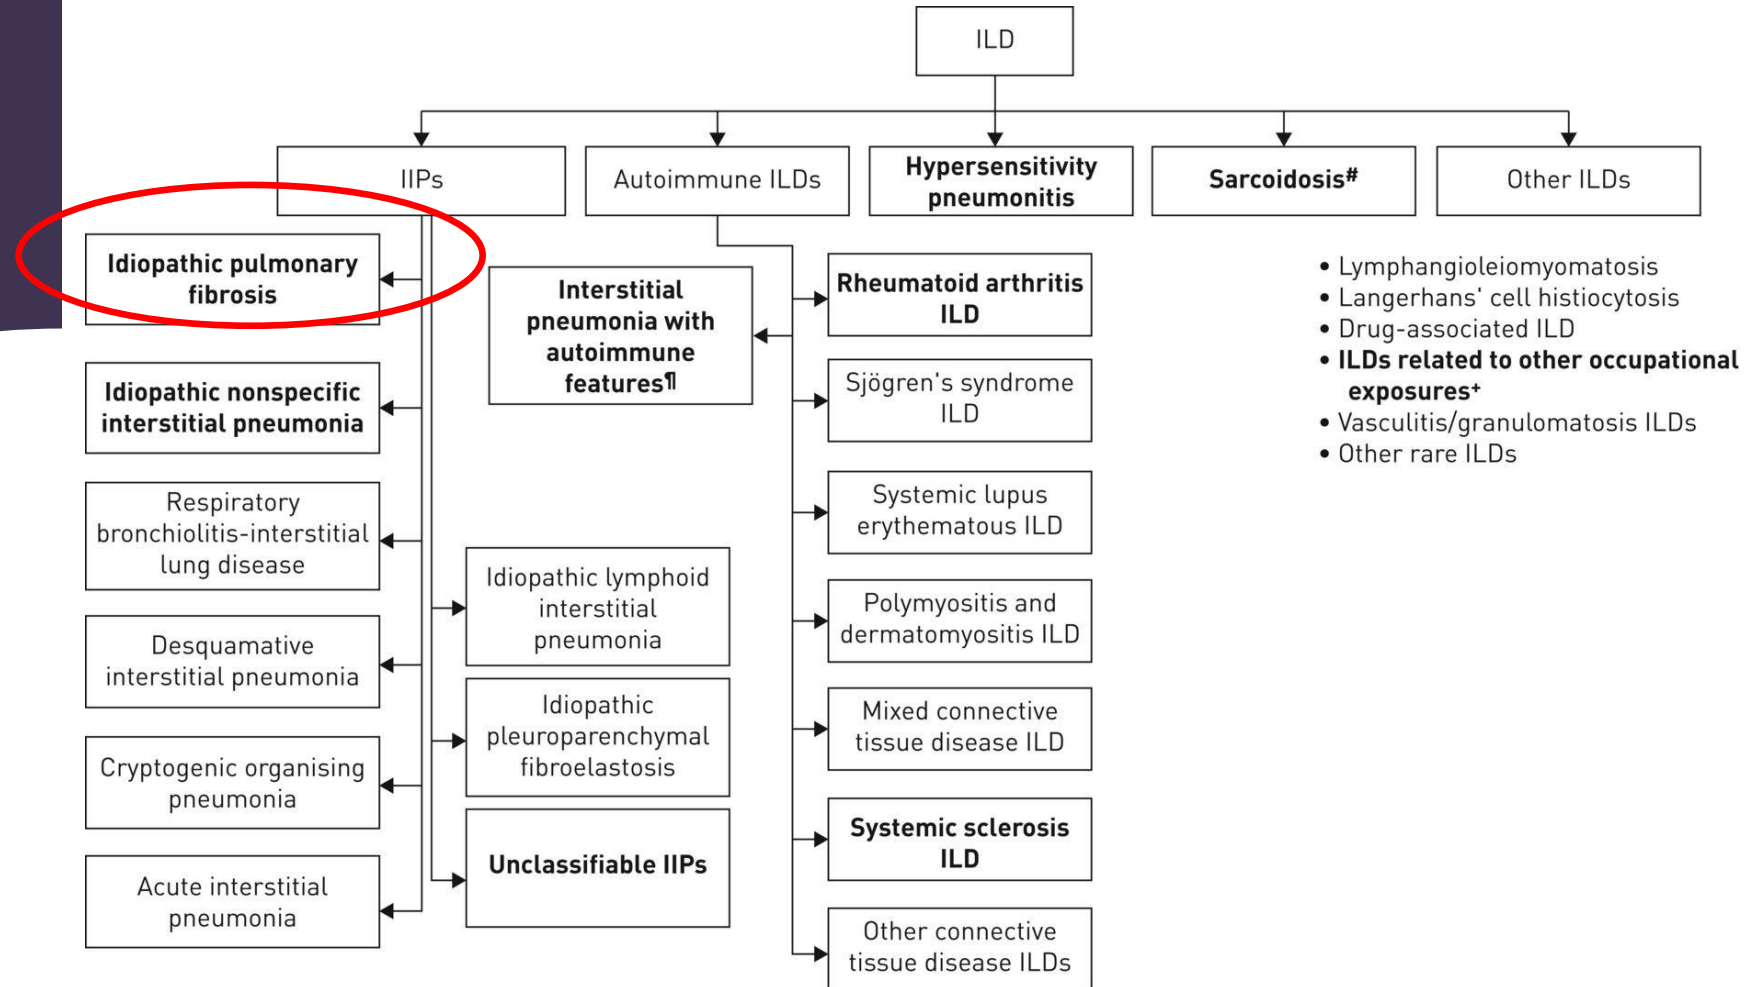 ILD
IIPs
Autoimmune ILDs
Hypersensitivity
pneumonitis
Sarcoidosis#
Other ILDs
Idiopathic pulmonary
fibrosis
Idiopathic nonspecific
interstitial pneumonia
Respiratory
bronchiolitis-interstitial
lung disease
Desquamative
interstitial pneumonia
Cryptogenic organising
pneumonia
Acute interstitial
pneumonia
Idiopathic lymphoid
interstitial
pneumonia
Idiopathic
pleuroparenchymal
fibroelastosis
Unclassifiable IIPs
Interstitial
pneumonia with
autoimmune
features¶
Rheumatoid arthritis
ILD
Sjögren's syndrome
ILD
Systemic lupus
erythematous ILD
Polymyositis and
dermatomyositis ILD
Mixed connective
tissue disease ILD
Systemic sclerosis
ILD
Other connective
tissue disease ILDs
• Lymphangioleiomyomatosis
• Langerhans' cell histiocytosis
• Drug-associated ILD
• ILDs related to other occupational
exposures+
• Vasculitis/granulomatosis ILDs
• Other rare ILDs